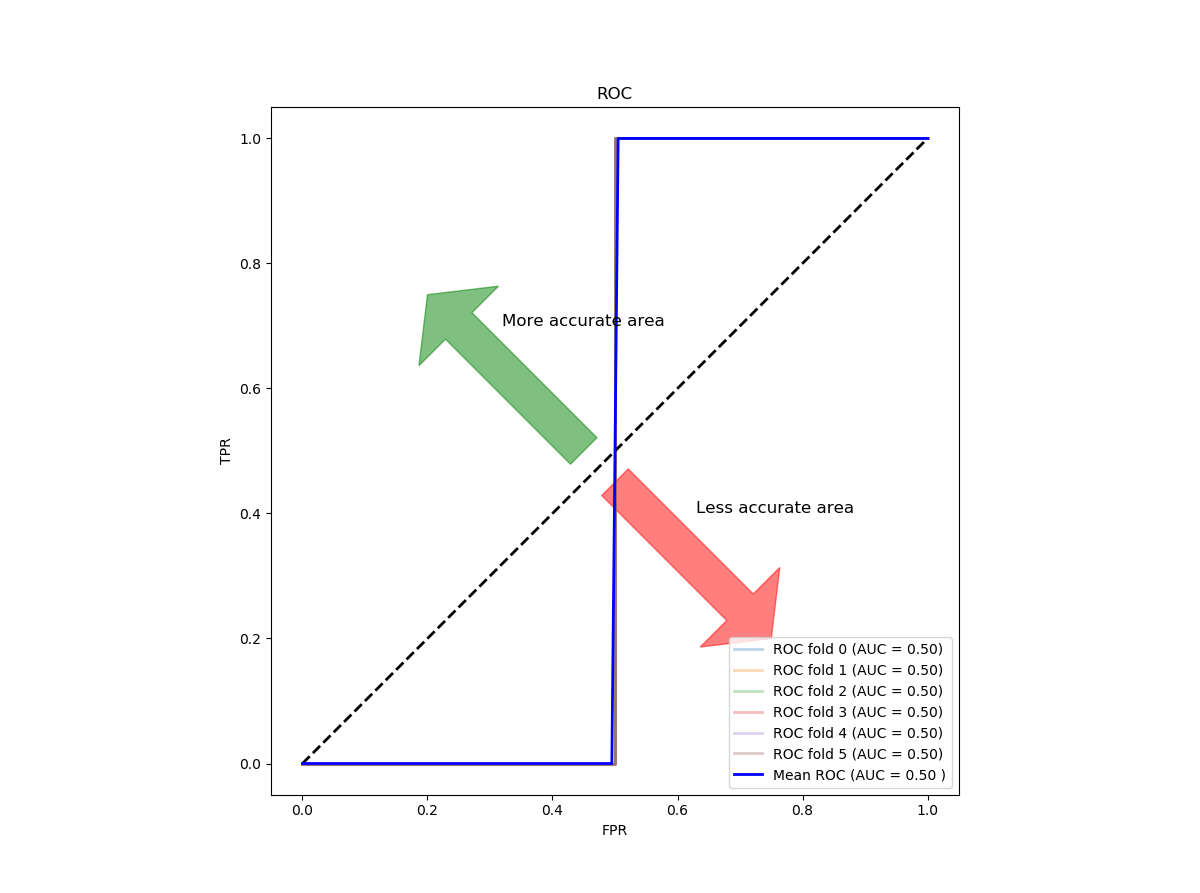 ROC
1.0
0.8
0.6
0.4
0.2
0.0
TPR
More accurate area
Less accurate area
ROC fold 0 (AUC = 0.50)
ROC fold 1 (AUC = 0.50)
ROC fold 2 (AUC = 0.50)
ROC fold 3 (AUC = 0.50)
ROC fold 4 (AUC = 0.50)
ROC fold 5 (AUC = 0.50)
Mean ROC (AUC = 0.50 )
0.0 0.2 0.4 0.6 0.8 1.0
FPR